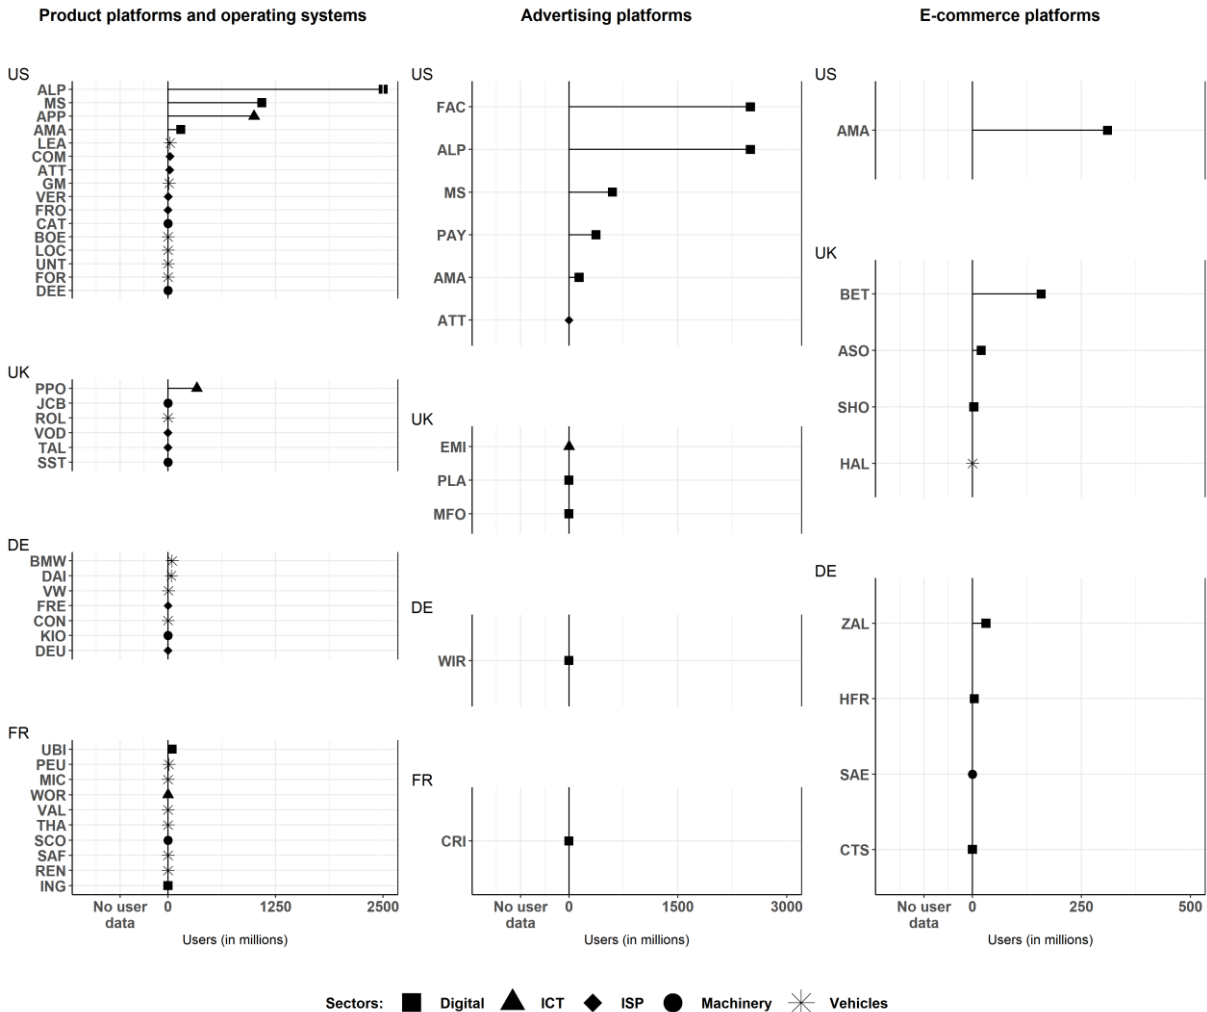 Product platforms and operating systems
US
ALP
MS
APP
AMA
LEA
COM
ATT
GM
VER
FRO
CAT
BOE
LOC
UNT
FOR
DEE
UK
PPO
JCB
ROL
VOD
TAL
SST
DE
BMW
DAI
VW
FRE
CON
KIO
DEU
FR
UBI
PEU
MIC
WOR
VAL
THA
SCO
SAF
REN
ING
No user
data
0
1250
2500
Users (in millions)
Advertising platforms
US
FAC
ALP
MS
PAY
AMA
ATT
UK
EMI
PLA
MFO
DE
WIR
FR
CRI
No user
data
0
1500
3000
Users (in millions)
E-commerce platforms
US
AMA
UK
BET
ASO
SHO
HAL
DE
ZAL
HFR
SAE
CTS
No user
data
0
250
500
Users (in millions)
Sectors: Digital ICT ISP Machinery Vehicles